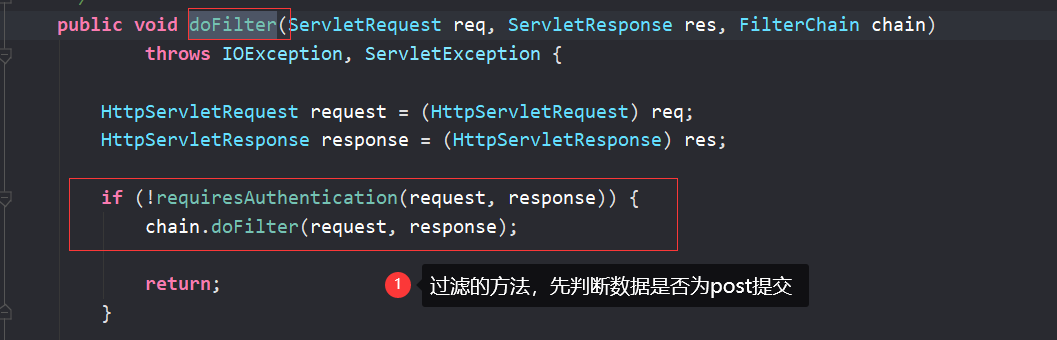 public void doFilter(ServletRequest req, ServletResponse res, FilterChain chain)
throws IOException, ServletException {
HttpServletRequest request = (HttpServletRequest) req;
HttpServletResponse response = (HttpServletResponse) res;
if (!requiresAuthentication(request, response)) {
chain.doFilter(request, response);
return;
1 过滤的方法，先判断数据是否为post提交
}